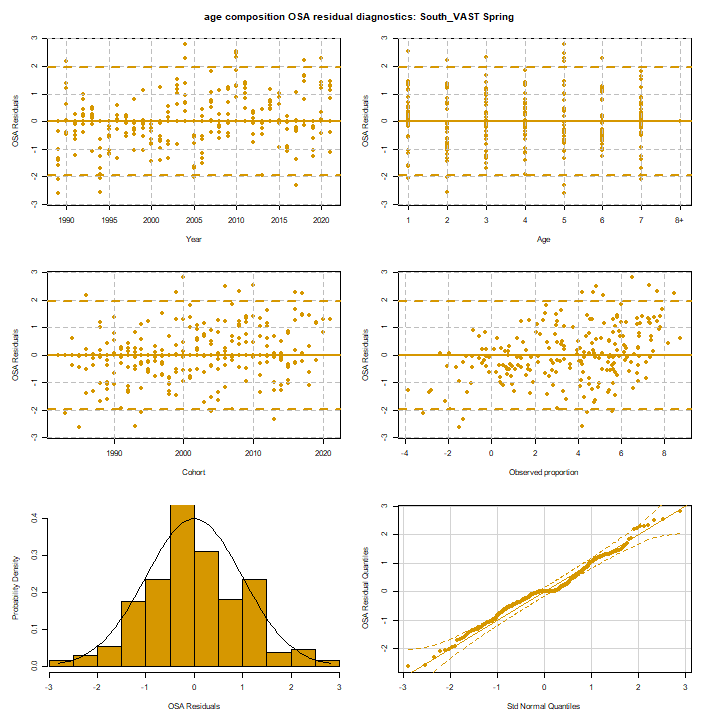 age composition OSA residual diagnostics: South_VAST Spring
3
2
1
0
-1
-2
-3
OSA Residuals
1990 1995 2000 2005 2010 2015 2020
Year
3
2
1
0
-1
-2
-3
OSA Residuals
1 2 3 4 5 6 7 8+
Age
3
2
1
0
-1
-2
-3
OSA Residuals
1990 2000 2010 2020
Cohort
3
2
1
0
-1
-2
-3
OSA Residuals
-4 -2 0 2 4 6 8
Observed proportion
0.4
0.3
0.2
0.1
0.0
Probability Density
-3 -2 -1 0 1 2 3
OSA Residuals
3
2
1
0
-1
-2
OSA Residual Quantiles
-3 -2 -1 0 1 2 3
Std Normal Quantiles